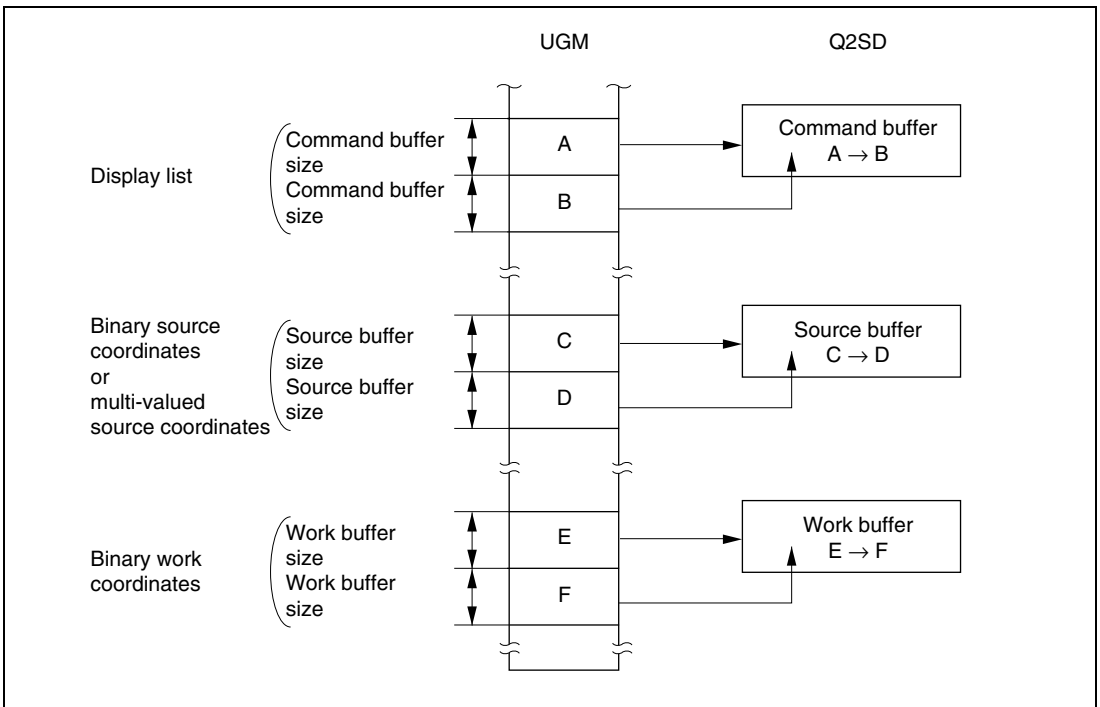 UGM
Q2SD
Display list
Command buffer
size
Command buffer
size
A
B
Command buffer
A → B
Binary source
coordinates
or
multi-valued
source coordinates
Source buffer
size
Source buffer
size
C
D
Source buffer
C → D
Binary work
coordinates
Work buffer
size
Work buffer
size
E
F
Work buffer
E → F